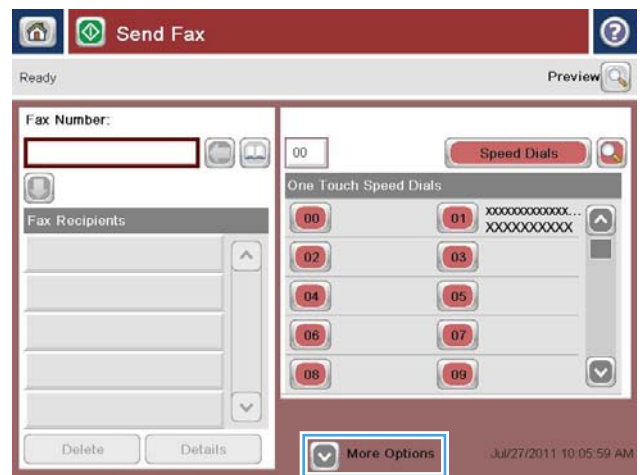 Send Fax
?
Ready
Preview
Fax Number:
00
Speed Dials
One Touch Speed Dials
Fax Recipients
00
01
xxxxxxxxxxxxx...
XXXXXXXXXX
02
03
04
05
06
07
08
09
Delete
Details
More Options
Jul/27/2011 10:05:59 AM